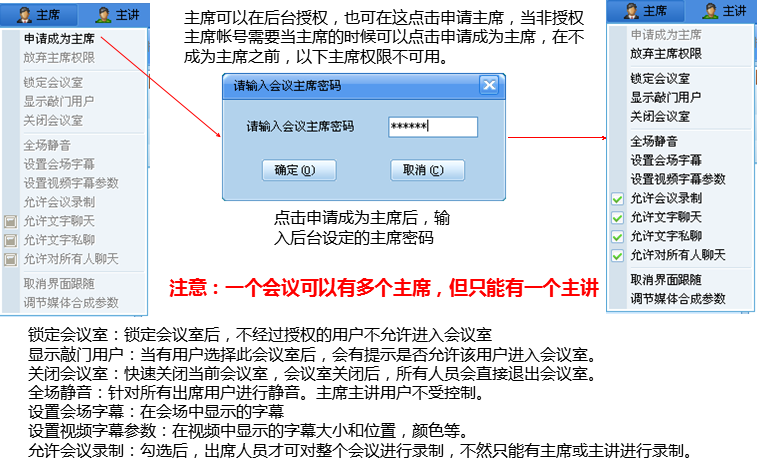 主席 主讲
申请成为主席
放弃主席权限
锁定会议室
显示敲门用户
关闭会议室
全场静音
设置会场字幕
设置视频字幕参数
允许会议录制
允许文字聊天
允许文字私聊
允许对所有人聊天
取消界面跟随
调节媒体合成参数
主席可以在后台授权，也可在这点击申请主席，当非授权
主席帐号需要当主席的时候可以点击申请成为主席，在不
成为主席之前，以下主席权限不可用。
请输入会议主席密码
请输入会议主席密码 ******
确定(O) 取消(C)
点击申请成为主席后，输
入后台设定的主席密码
注意：一个会议可以有多个主席，但只能有一个主讲
主席 主讲
申请成为主席
放弃主席权限
锁定会议室
显示敲门用户
关闭会议室
全场静音
设置会场字幕
设置视频字幕参数
允许会议录制
允许文字聊天
允许文字私聊
允许对所有人聊天
取消界面跟随
调节媒体合成参数
锁定会议室：锁定会议室后，不经过授权的用户不允许进入会议室
显示敲门用户：当有用户选择此会议室后，会有提示是否允许该用户进入会议室。
关闭会议室：快速关闭当前会议室，会议室关闭后，所有人员会直接退出会议室。
全场静音：针对所有出席用户进行静音。主席主讲用户不受控制。
设置会场字幕：在会场中显示的字幕
设置视频字幕参数：在视频中显示的字幕大小和位置，颜色等。
允许会议录制：勾选后，出席人员才可对整个会议进行录制，不然只能有主席或主讲进行录制。